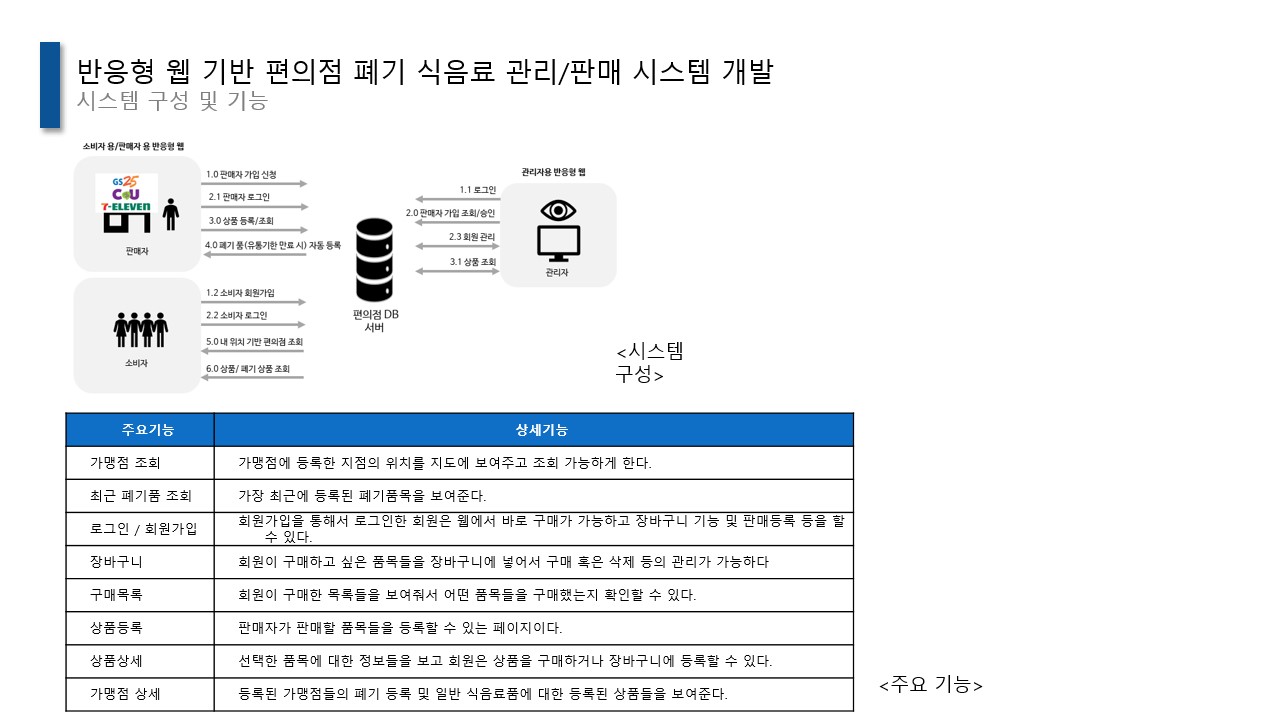 반응형 웹 기반 편의점 폐기 식음료 관리/판매 시스템 개발
시스템 구성 및 기능
소비자 용/판매자 용 반응형 웹
GS25
CU
7-ELEVEN
판매자
1.0 판매자 가입 신청
2.1 판매자 로그인
3.0 상품 등록/조회
4.0 폐기 품(유통기한 만료 시) 자동 등록
소비자
1.2 소비자 회원가입
2.2 소비자 로그인
5.0 내 위치 기반 편의점 조회
6.0 상품/ 폐기 상품 조회
편의점 DB
서버
관리자용 반응형 웹
1.1 로그인
2.0 판매자 가입 조회/승인
2.3 회원 관리
3.1 상품 조회
관리자
<시스템
구성>
주요기능 상세기능
가맹점 조회 가맹점에 등록한 지점의 위치를 지도에 보여주고 조회 가능하게 한다.
최근 폐기품 조회 가장 최근에 등록된 폐기품목을 보여준다.
로그인 / 회원가입 회원가입을 통해서 로그인한 회원은 웹에서 바로 구매가 가능하고 장바구니 기능 및 판매등록 등을 할
수 있다.
장바구니 회원이 구매하고 싶은 품목들을 장바구니에 넣어서 구매 혹은 삭제 등의 관리가 가능하다
구매목록 회원이 구매한 목록들을 보여줘서 어떤 품목들을 구매했는지 확인할 수 있다.
상품등록 판매자가 판매할 품목들을 등록할 수 있는 페이지이다.
상품상세 선택한 품목에 대한 정보들을 보고 회원은 상품을 구매하거나 장바구니에 등록할 수 있다.
가맹점 상세 등록된 가맹점들의 폐기 등록 및 일반 식음료품에 대한 등록된 상품들을 보여준다.
<주요 기능>